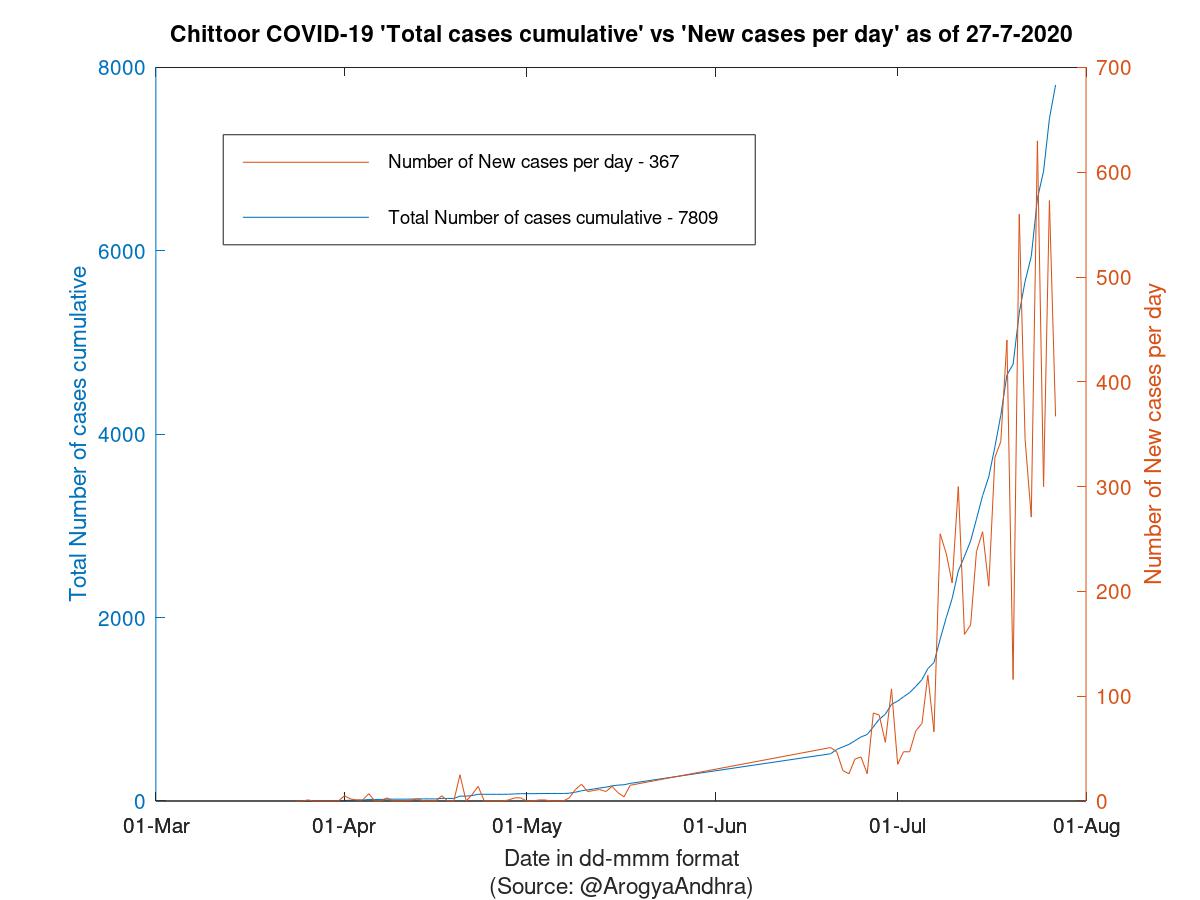 Chittoor COVID-19 'Total cases cumulative' vs 'New cases per day' as of 27-7-2020
8000
6000
4000
2000
0
Total Number of cases cumulative
Number of New cases per day - 367
Total Number of cases cumulative - 7809
700
600
500
400
300
200
100
0
Number of New cases per day
01-Mar 01-Apr 01-May 01-Jun 01-Jul 01-Aug
Date in dd-mmm format
(Source: @ArogyaAndhra)